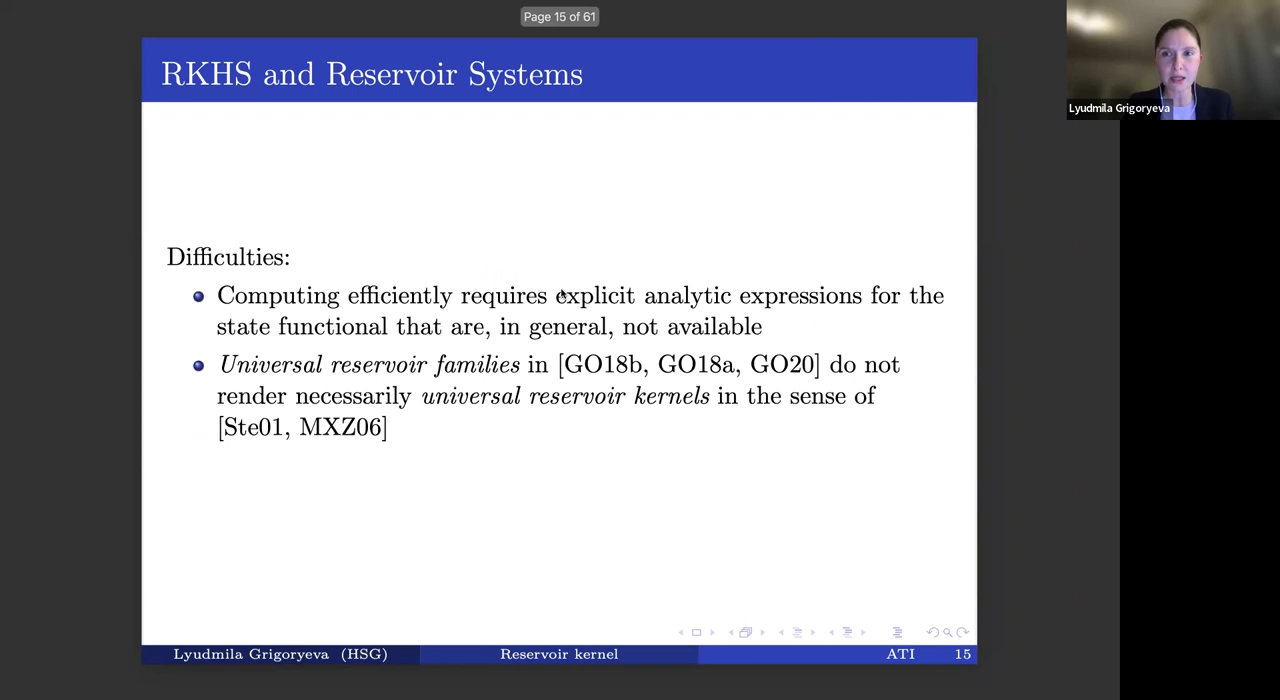 Page 15 of 61
RKHS and Reservoir Systems
Lyudmila Grigoryeva
Difficulties:
Computing efficiently requires explicit analytic expressions for the
state functional that are, in general, not available
Universal reservoir families in [GO18b, GO18a, GO20] do not
render necessarily universal reservoir kernels in the sense of
[Ste01, MXZ06]
Lyudmila Grigoryeva (HSG) Reservoir kernel ATI 15